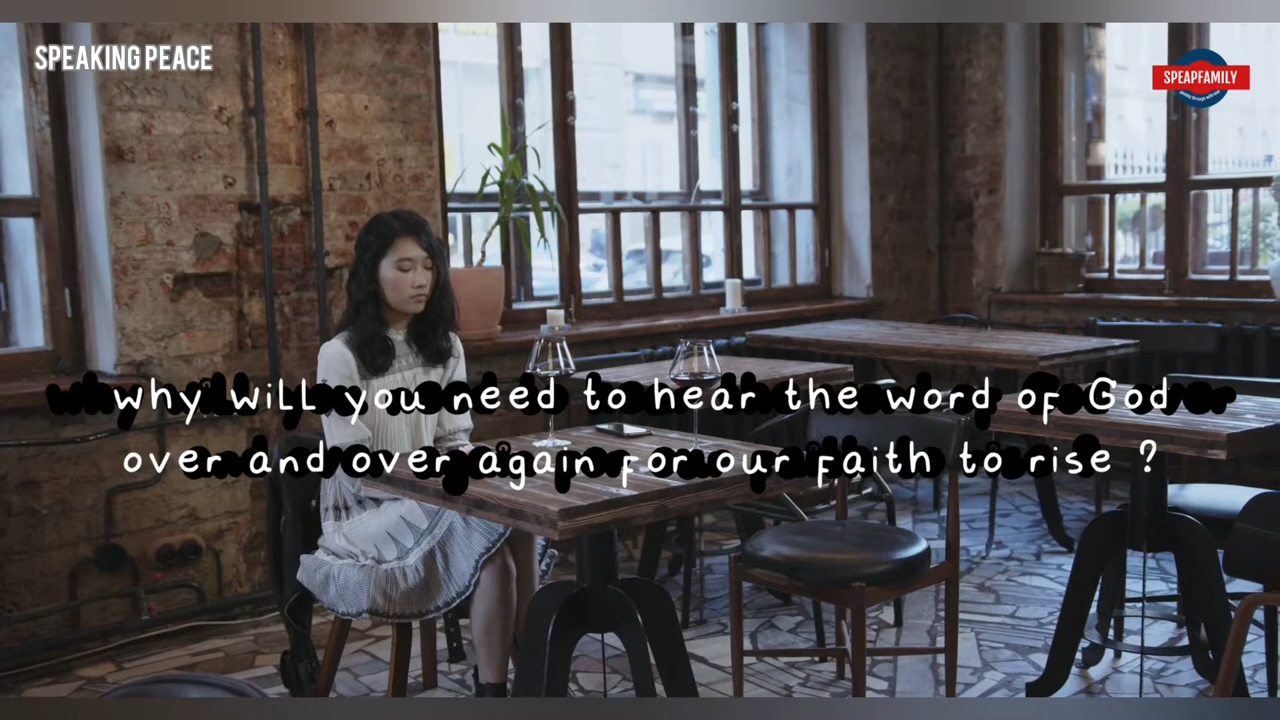 SPEAKING PEACE
SPEAPFAMILY
why will you need to hear the word of God
over and over again for our faith to rise ?